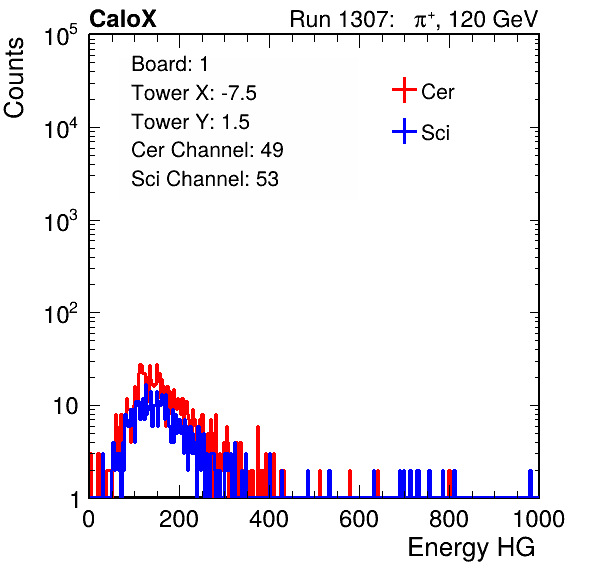 CaloX Run 1307: π⁺, 120 GeV
Counts
10⁵
10⁴
10³
10²
10
1
Board: 1
Tower X: -7.5
Tower Y: 1.5
Cer Channel: 49
Sci Channel: 53
Cer
Sci
0 200 400 600 800 1000
Energy HG